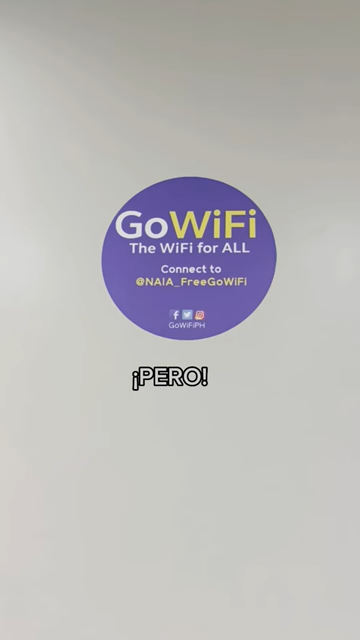 GoWiFi
The WiFi for ALL
Connect to
@NAIA_FreeGoWiFi
GoWiFiPH
¡PERO!